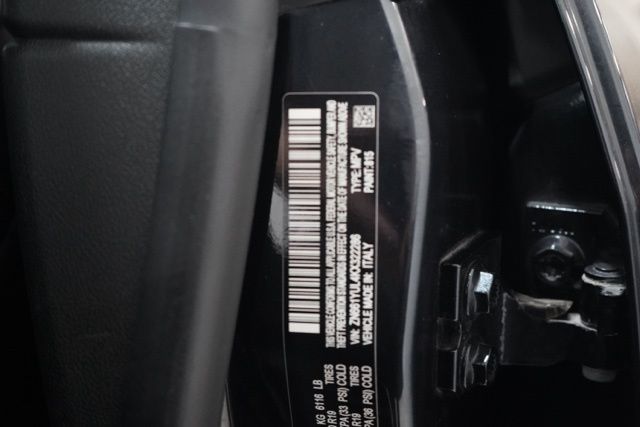 KG 6116 LB
R19 TIRES
PA(33 PSI) COLD
R19 TIRES
PA(36 PSI) COLD
THIS VEHICLE CONFORMS TO ALL APPLICABLE U.S.A. FEDERAL MOTOR VEHICLE SAFETY, BUMPER, AND
THEFT PREVENTION STANDARDS IN EFFECT ON THE DATE OF MANUFACTURE SHOWN ABOVE
VIN: TYPE: MPV
VEHICLE MADE IN: ITALY PAINT: 815